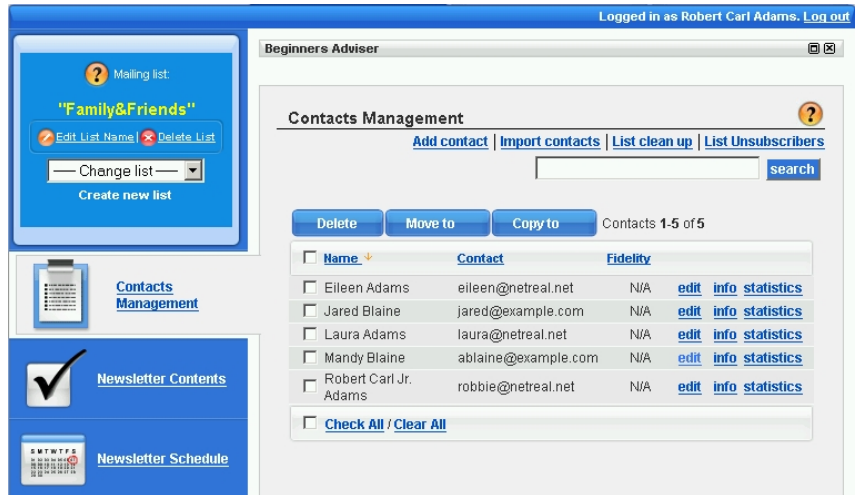 Logged in as Robert Carl Adams. Log out
Mailing list:
"Family&Friends"
Edit List Name| Delete List
── Change list ──
Create new list
Contacts
Management
Newsletter Contents
S M T W T F S
Newsletter Schedule
Beginners Adviser
Contacts Management
Add contact | Import contacts | List clean up | List Unsubscribers
search
Delete Move to Copy to Contacts 1-5 of 5
Name Contact Fidelity
Eileen Adams eileen@netreal.net N/A edit info statistics
Jared Blaine jared@example.com N/A edit info statistics
Laura Adams laura@netreal.net N/A edit info statistics
Mandy Blaine ablaine@example.com N/A edit info statistics
Robert Carl Jr.
Adams robbie@netreal.net N/A edit info statistics
Check All / Clear All